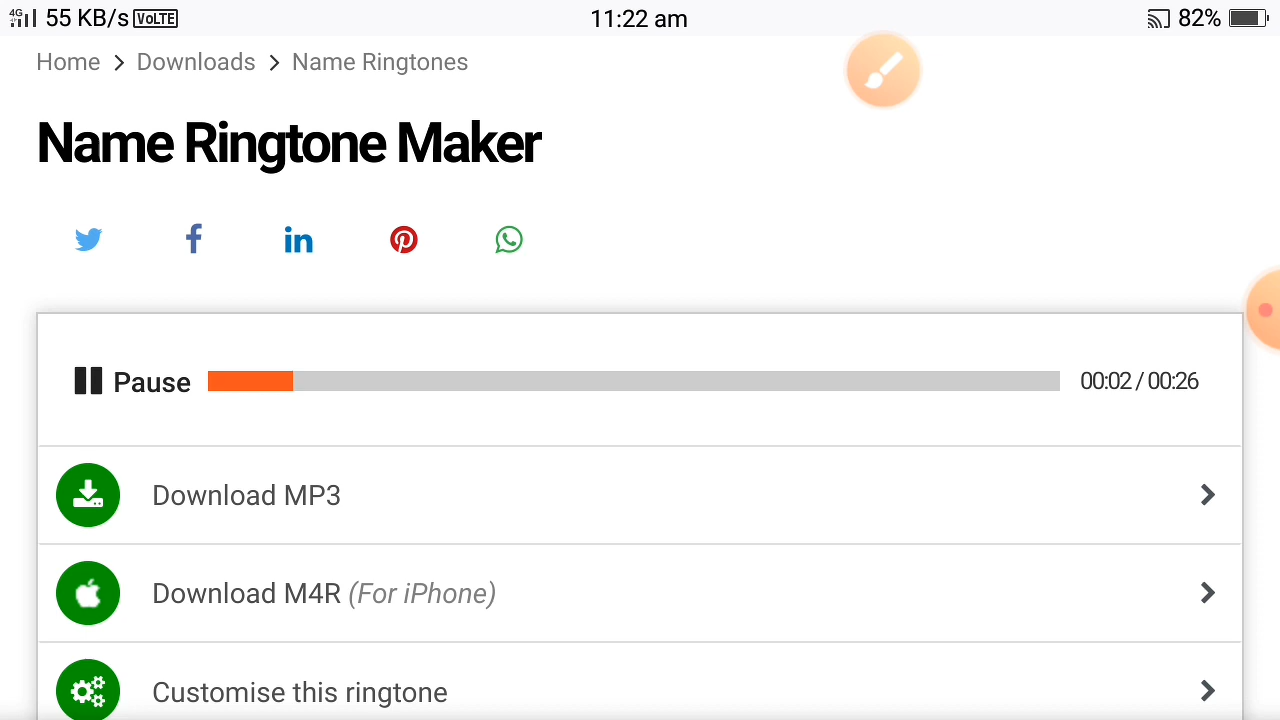 4G 55 KB/s VoLTE 11:22 am 82%
Home > Downloads > Name Ringtones
Name Ringtone Maker
Pause 00:02 / 00:26
Download MP3
Download M4R (For iPhone)
Customise this ringtone